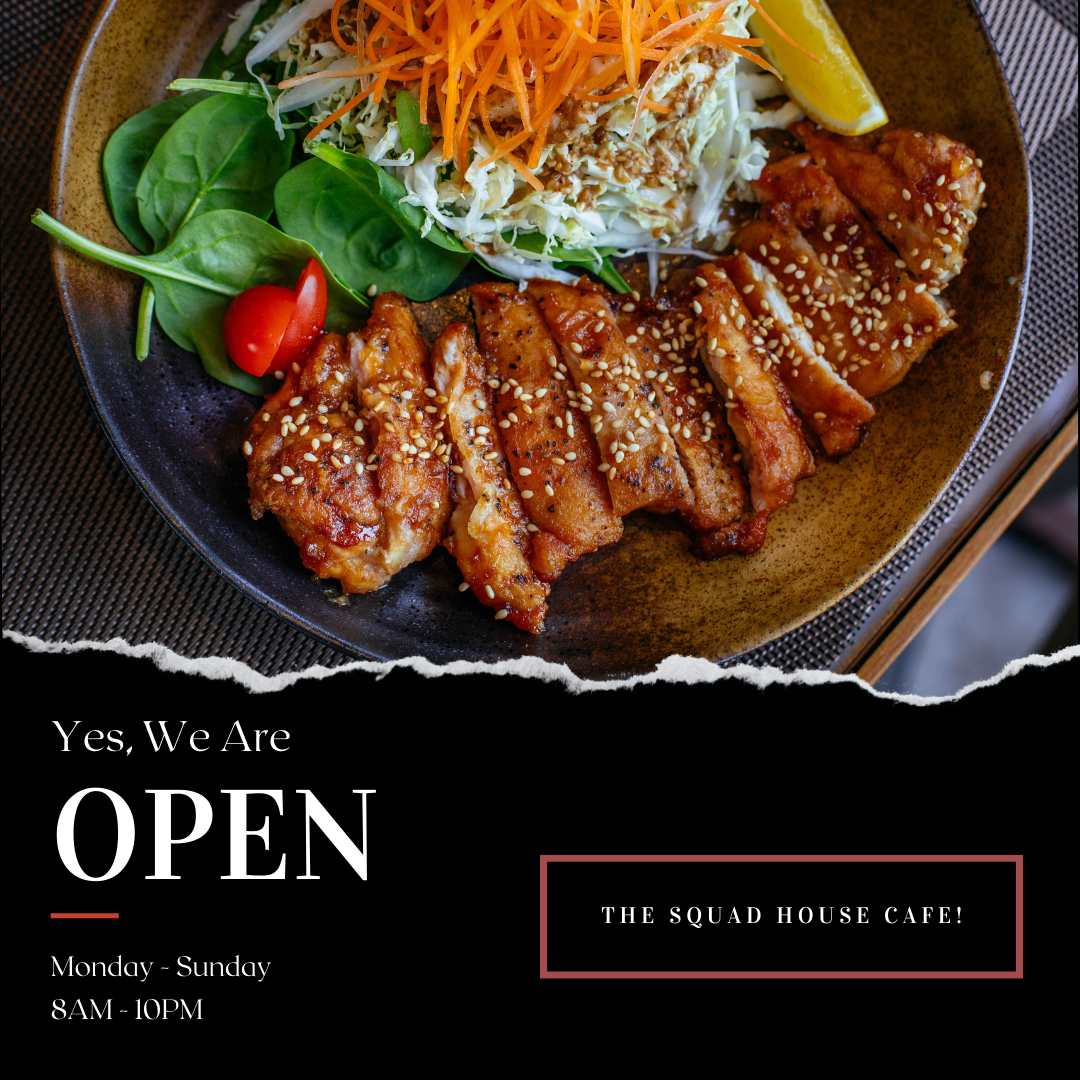 Yes, We Are
OPEN
Monday - Sunday
8AM - 10PM
THE SQUAD HOUSE CAFE!